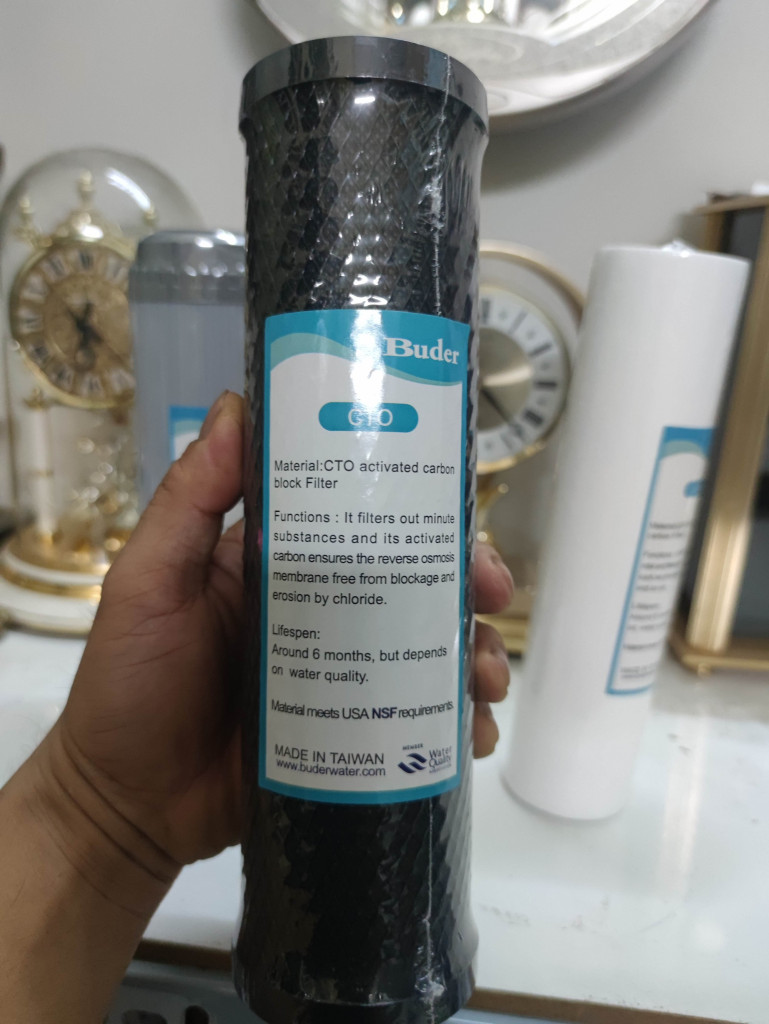 Buder
CTO
Material:CTO activated carbon
block Filter
Functions : It filters out minute
substances and its activated
carbon ensures the reverse osmosis
membrane free from blockage and
erosion by chloride.
Lifespen:
Around 6 months, but depends
on water quality.
Material meets USA NSF requirements.
MADE IN TAIWAN
www.buderwater.com
MEMBER
Water
Quality